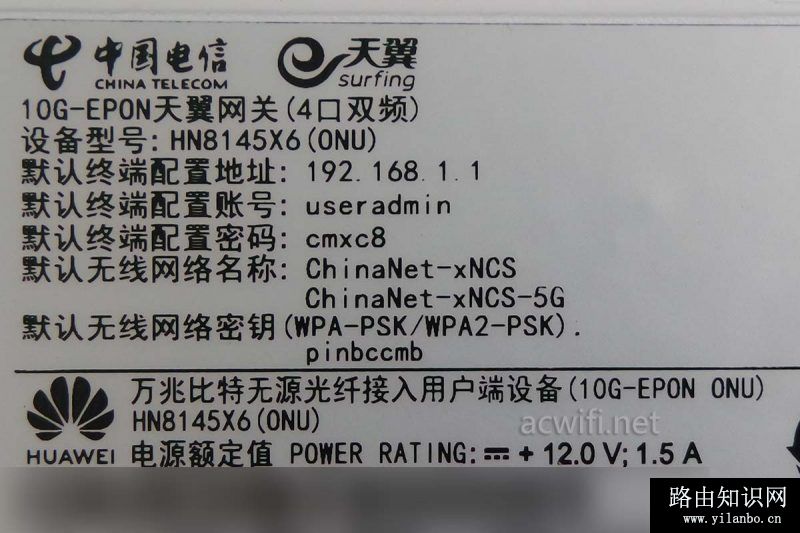 中国电信
CHINA TELECOM
天翼
surfing
10G-EPON天翼网关(4口双频)
设备型号: HN8145X6(ONU)
默认终端配置地址: 192.168.1.1
默认终端配置账号: useradmin
默认终端配置密码: cmxc8
默认无线网络名称: ChinaNet-xNCS
ChinaNet-xNCS-5G
默认无线网络密钥(WPA-PSK/WPA2-PSK).
pinbccmb
万兆比特无源光纤接入用户端设备(10G-EPON ONU)
HN8145X6(ONU)
acwifi.net
HUAWEI
电源额定值 POWER RATING: ⎓ + 12.0 V; 1.5 A
路由知识网
www.yilanbo.cn